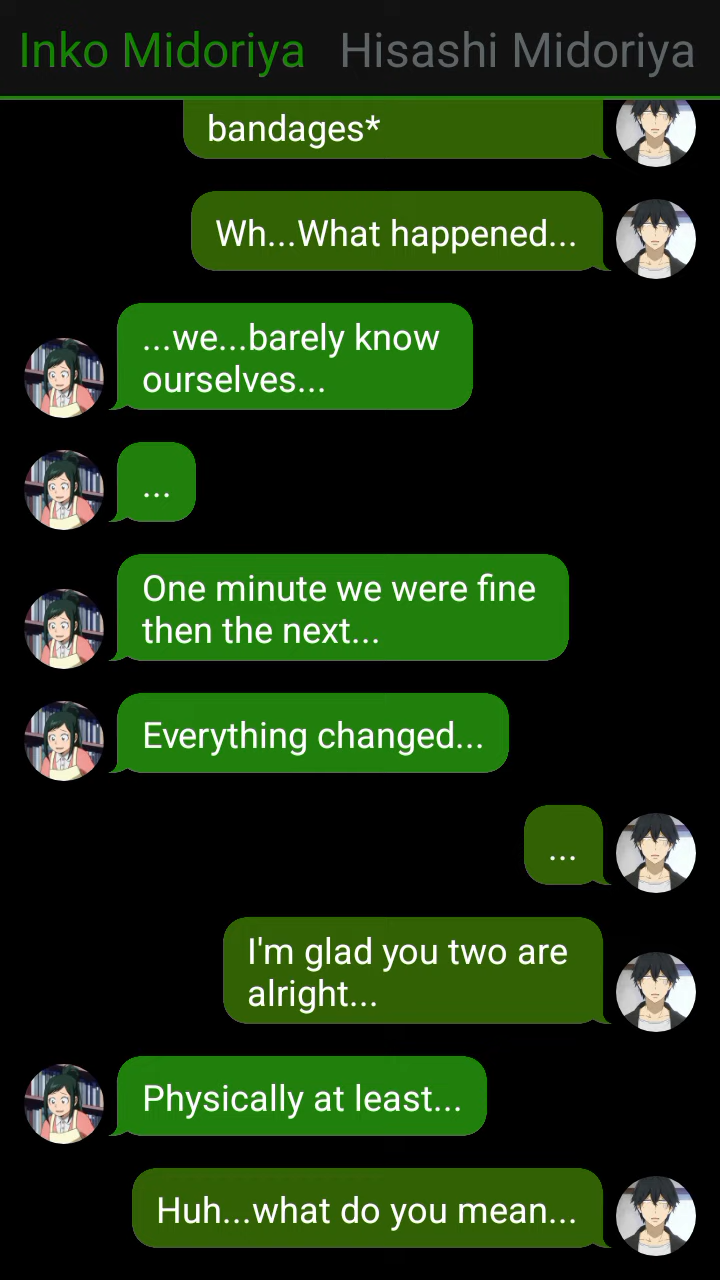 Inko Midoriya Hisashi Midoriya
bandages*
Wh...What happened...
...we...barely know
ourselves...
...
One minute we were fine
then the next...
Everything changed...
...
I'm glad you two are
alright...
Physically at least...
Huh...what do you mean...